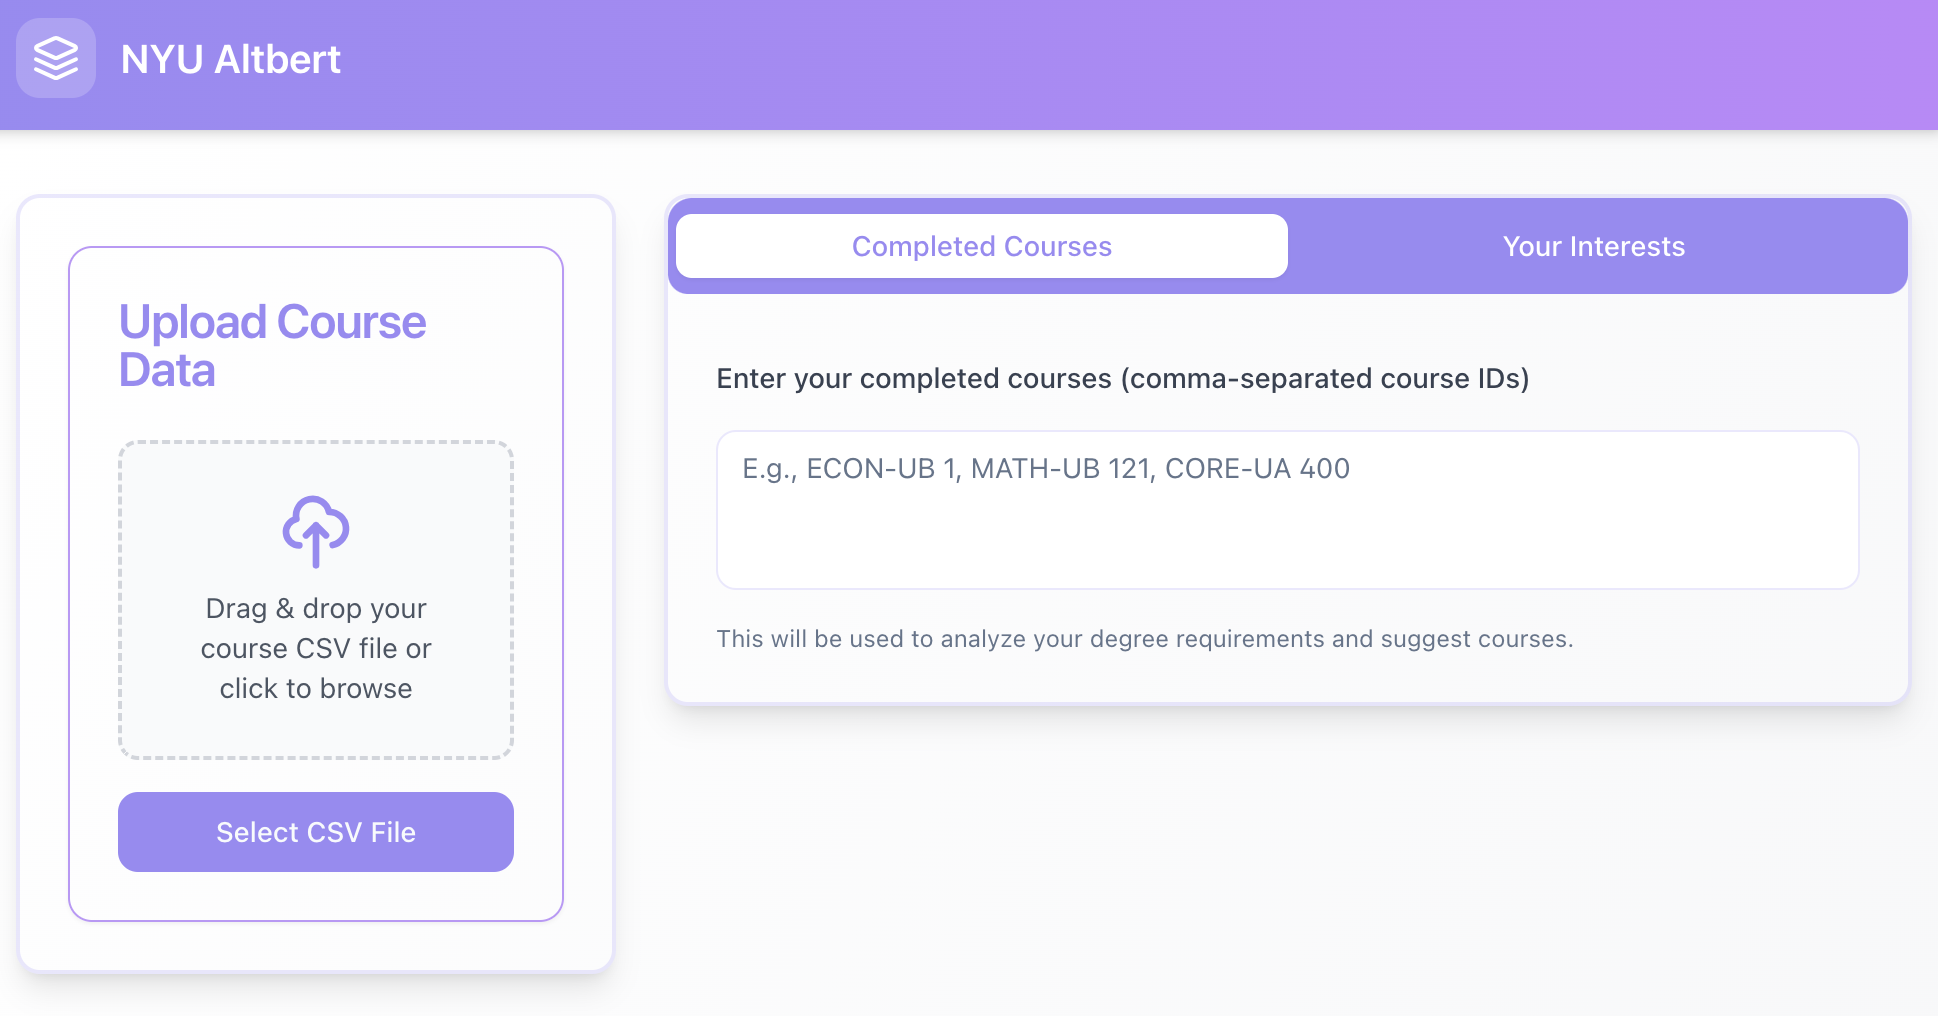 NYU Altbert
Upload Course
Data
Drag & drop your
course CSV file or
click to browse
Select CSV File
Completed Courses
Your Interests
Enter your completed courses (comma-separated course IDs)
E.g., ECON-UB 1, MATH-UB 121, CORE-UA 400
This will be used to analyze your degree requirements and suggest courses.